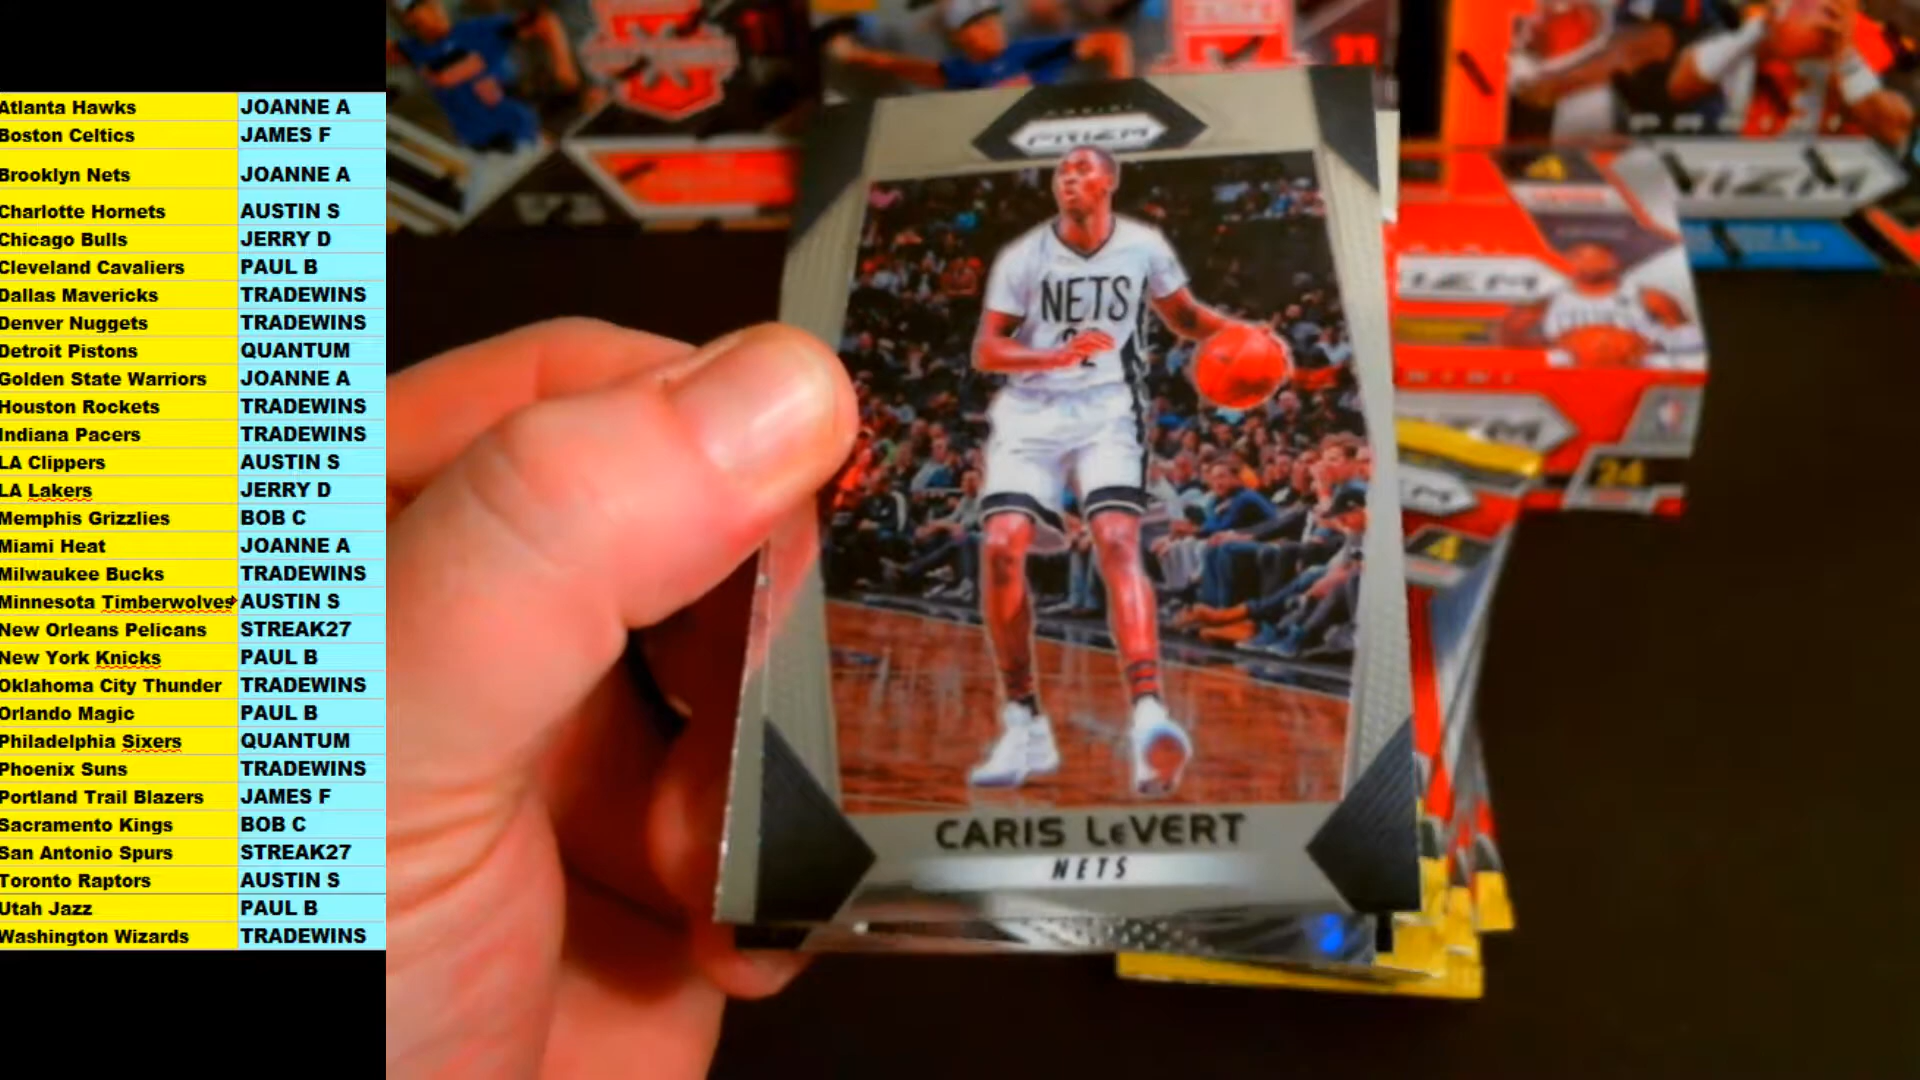 Atlanta Hawks JOANNE A
Boston Celtics JAMES F
Brooklyn Nets JOANNE A
Charlotte Hornets AUSTIN S
Chicago Bulls JERRY D
Cleveland Cavaliers PAUL B
Dallas Mavericks TRADEWINS
Denver Nuggets TRADEWINS
Detroit Pistons QUANTUM
Golden State Warriors JOANNE A
Houston Rockets TRADEWINS
Indiana Pacers TRADEWINS
LA Clippers AUSTIN S
LA Lakers JERRY D
Memphis Grizzlies BOB C
Miami Heat JOANNE A
Milwaukee Bucks TRADEWINS
Minnesota Timberwolves AUSTIN S
New Orleans Pelicans STREAK27
New York Knicks PAUL B
Oklahoma City Thunder TRADEWINS
Orlando Magic PAUL B
Philadelphia Sixers QUANTUM
Phoenix Suns TRADEWINS
Portland Trail Blazers JAMES F
Sacramento Kings BOB C
San Antonio Spurs STREAK27
Toronto Raptors AUSTIN S
Utah Jazz PAUL B
Washington Wizards TRADEWINS
PRIZM
NETS
CARIS LeVERT
NETS
24
4